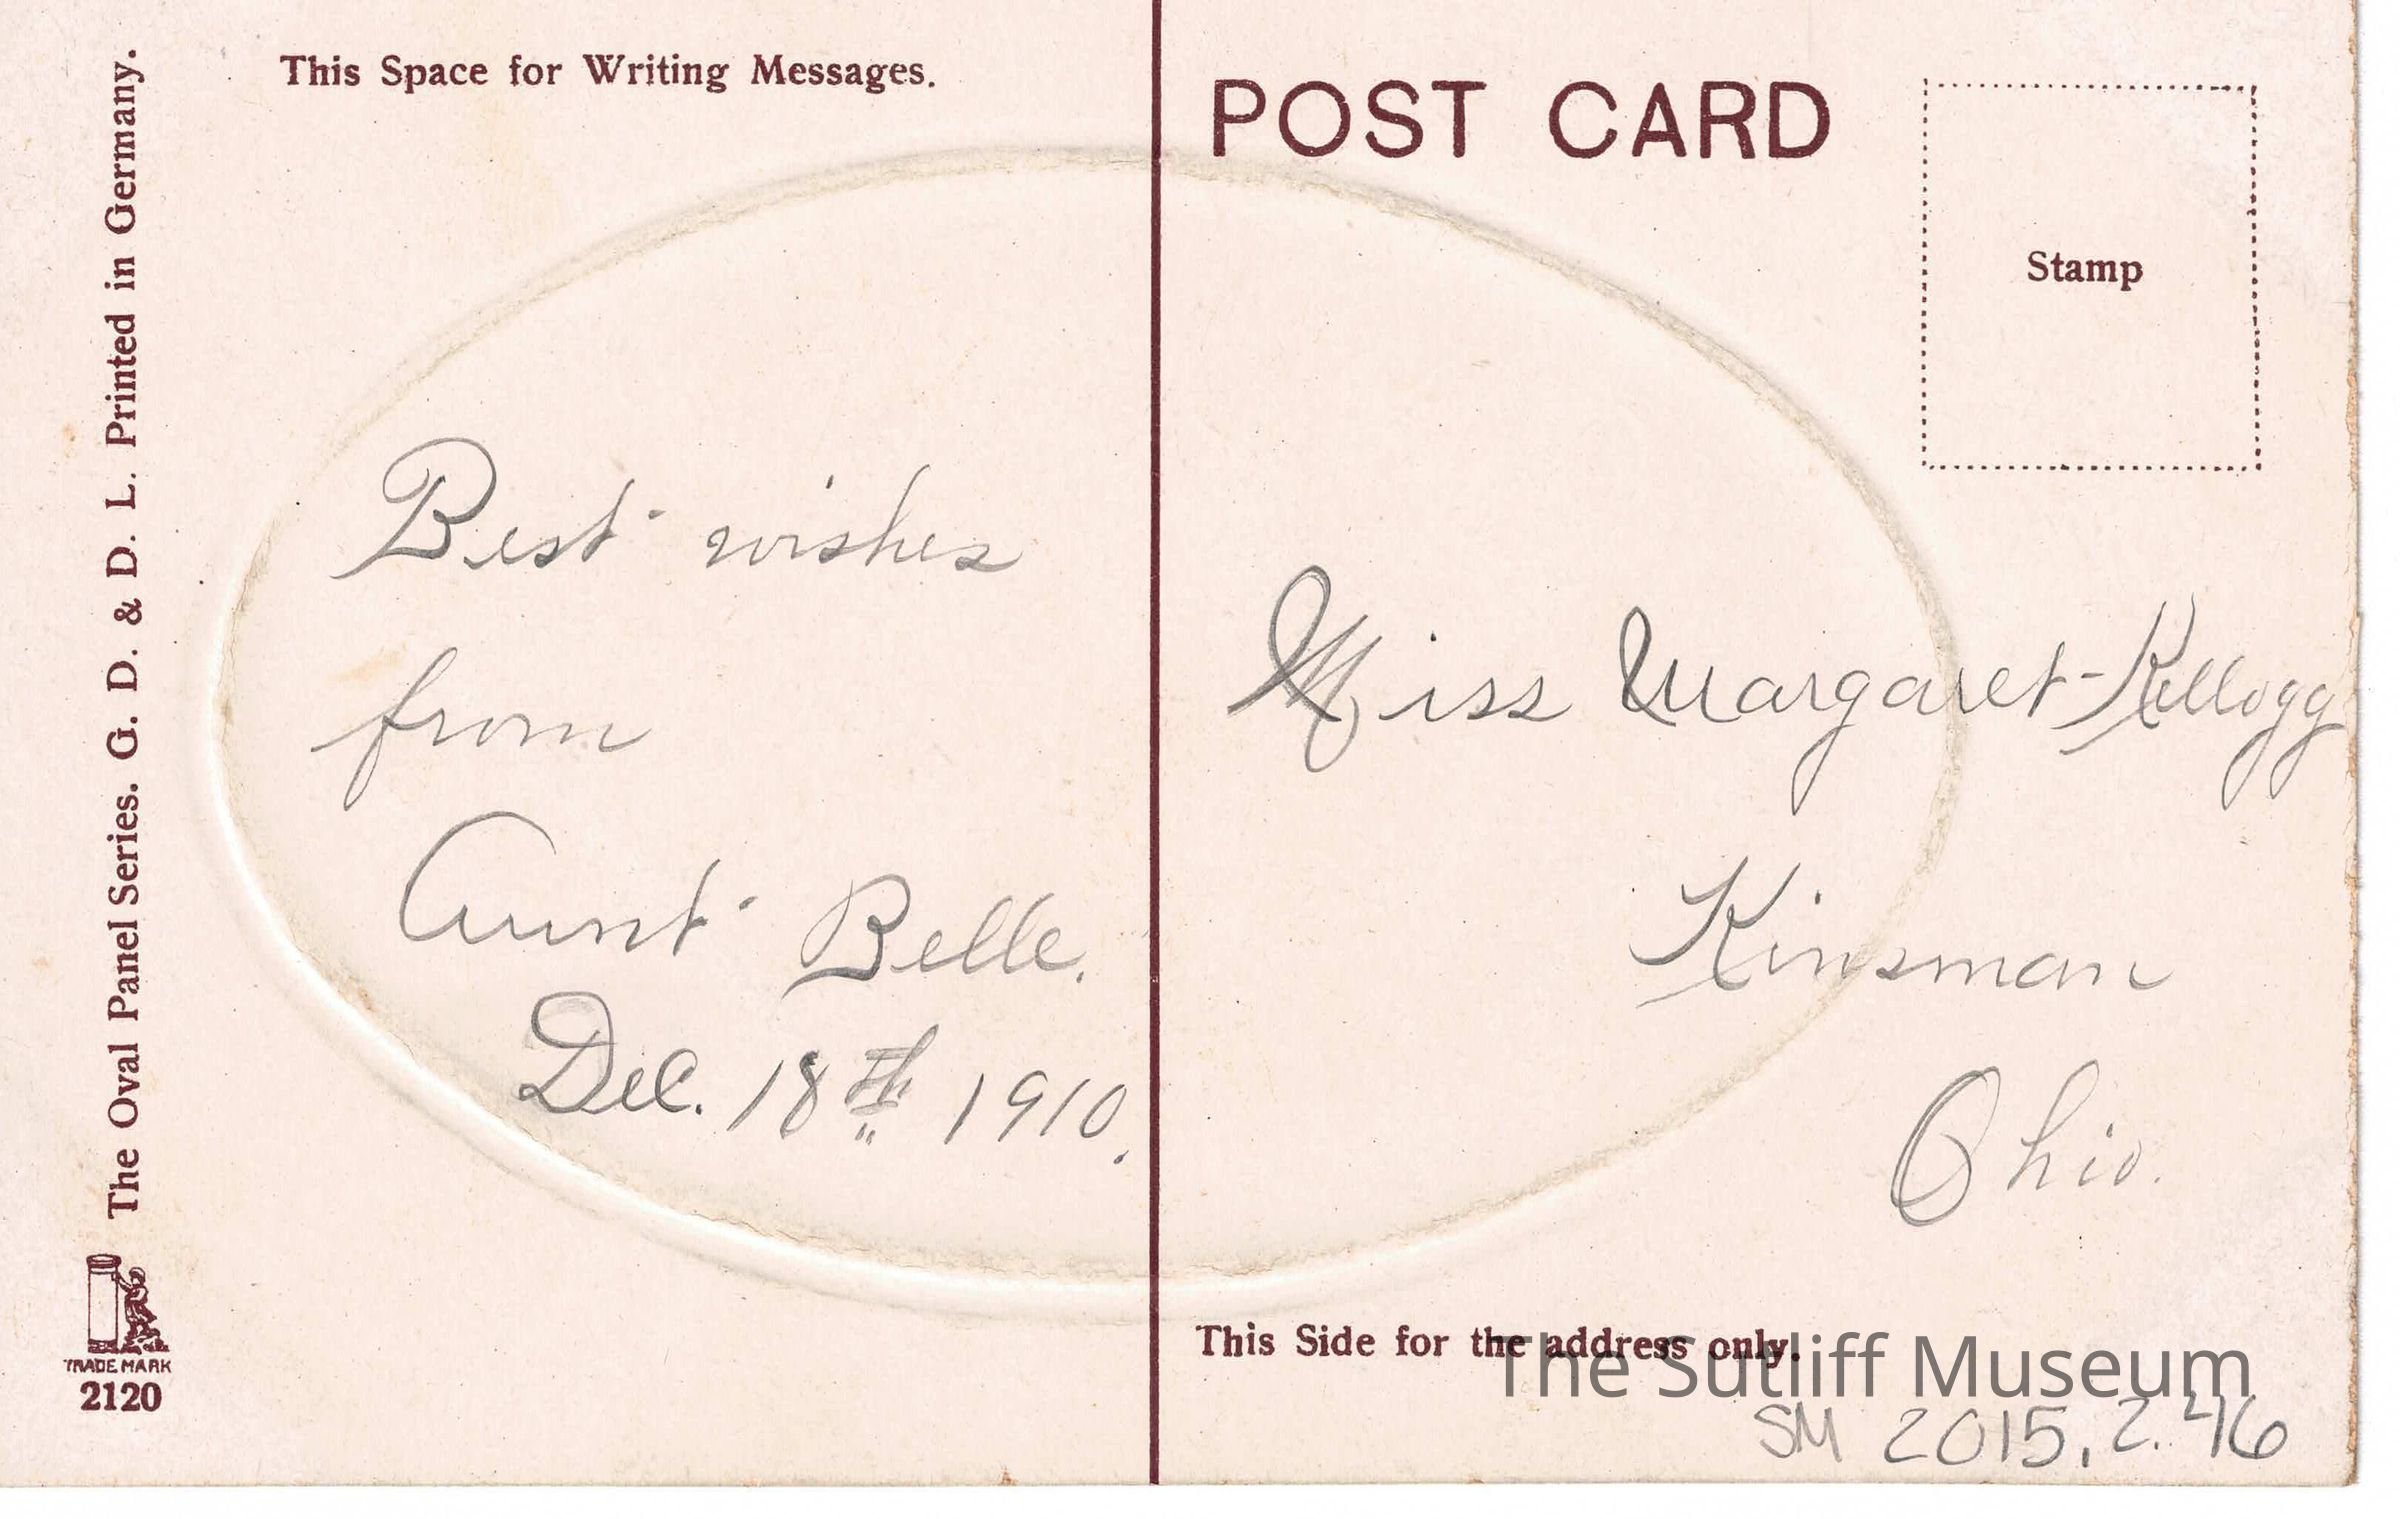 This Space for Writing Messages.
POST CARD
Stamp
The Oval Panel Series. G. D. & D. L. Printed in Germany.
Best wishes
from
Aunt Belle.
Dec. 18th 1910.
Miss Margaret Kellogg
Kinsman
Ohio.
TRADE MARK
2120
This Side for the address only.
The Sutliff Museum
SM 2015.2.46